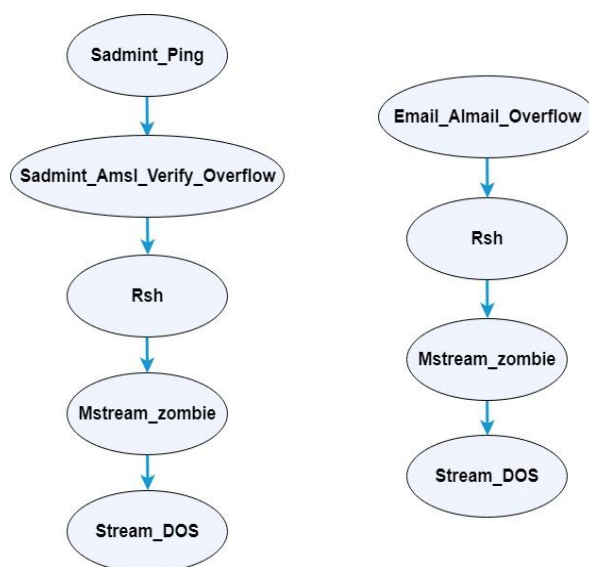 Sadmint_Ping
Sadmint_Amsl_Verify_Overflow
Rsh
Mstream_zombie
Stream_DOS
Email_Almail_Overflow
Rsh
Mstream_zombie
Stream_DOS